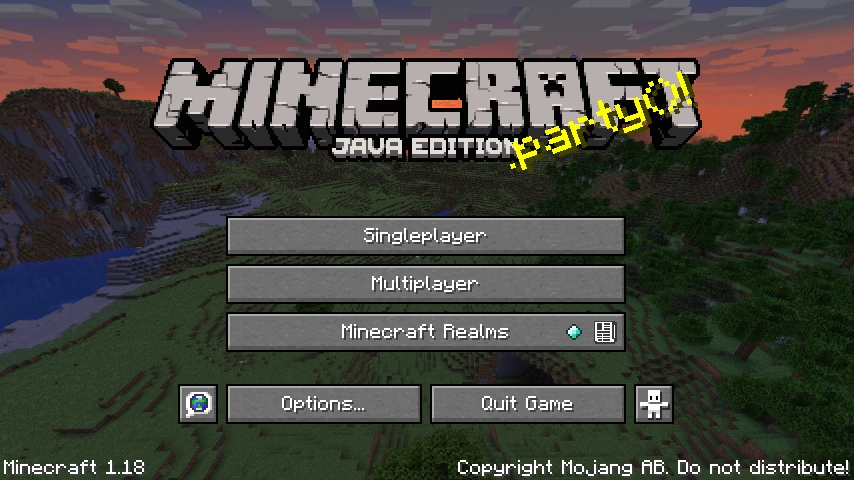 MINECRAFT
JAVA EDITION
.party()!
Singleplayer
Multiplayer
Minecraft Realms
Options...
Quit Game
Minecraft 1.18
Copyright Mojang AB. Do not distribute!